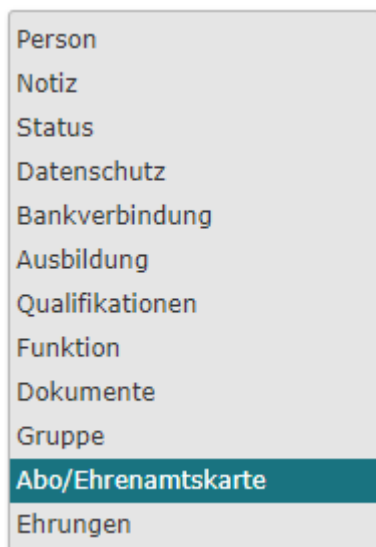 Person
Notiz
Status
Datenschutz
Bankverbindung
Ausbildung
Qualifikationen
Funktion
Dokumente
Gruppe
Abo/Ehrenamtskarte
Ehrungen